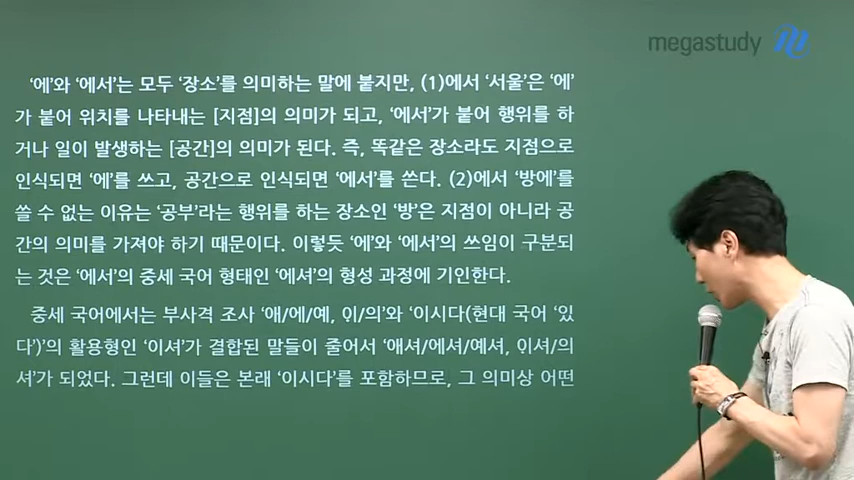 megastudy
'에'와 '에서'는 모두 '장소'를 의미하는 말에 붙지만, (1)에서 '서울'은 '에'
가 붙어 위치를 나타내는 [지점]의 의미가 되고, '에서'가 붙어 행위를 하
거나 일이 발생하는 [공간]의 의미가 된다. 즉, 똑같은 장소라도 지점으로
인식되면 '에'를 쓰고, 공간으로 인식되면 '에서'를 쓴다. (2)에서 '방에'를
쓸 수 없는 이유는 '공부'라는 행위를 하는 장소인 '방'은 지점이 아니라 공
간의 의미를 가져야 하기 때문이다. 이렇듯 '에'와 '에서'의 쓰임이 구분되
는 것은 '에서'의 중세 국어 형태인 '에셔'의 형성 과정에 기인한다.
중세 국어에서는 부사격 조사 '애/에/예, ᄋᆡ/의'와 '이시다(현대 국어 '있
다')'의 활용형인 '이셔'가 결합된 말들이 줄어서 '애셔/에셔/예셔, ᄋᆡ셔/의
셔'가 되었다. 그런데 이들은 본래 '이시다'를 포함하므로, 그 의미상 어떤